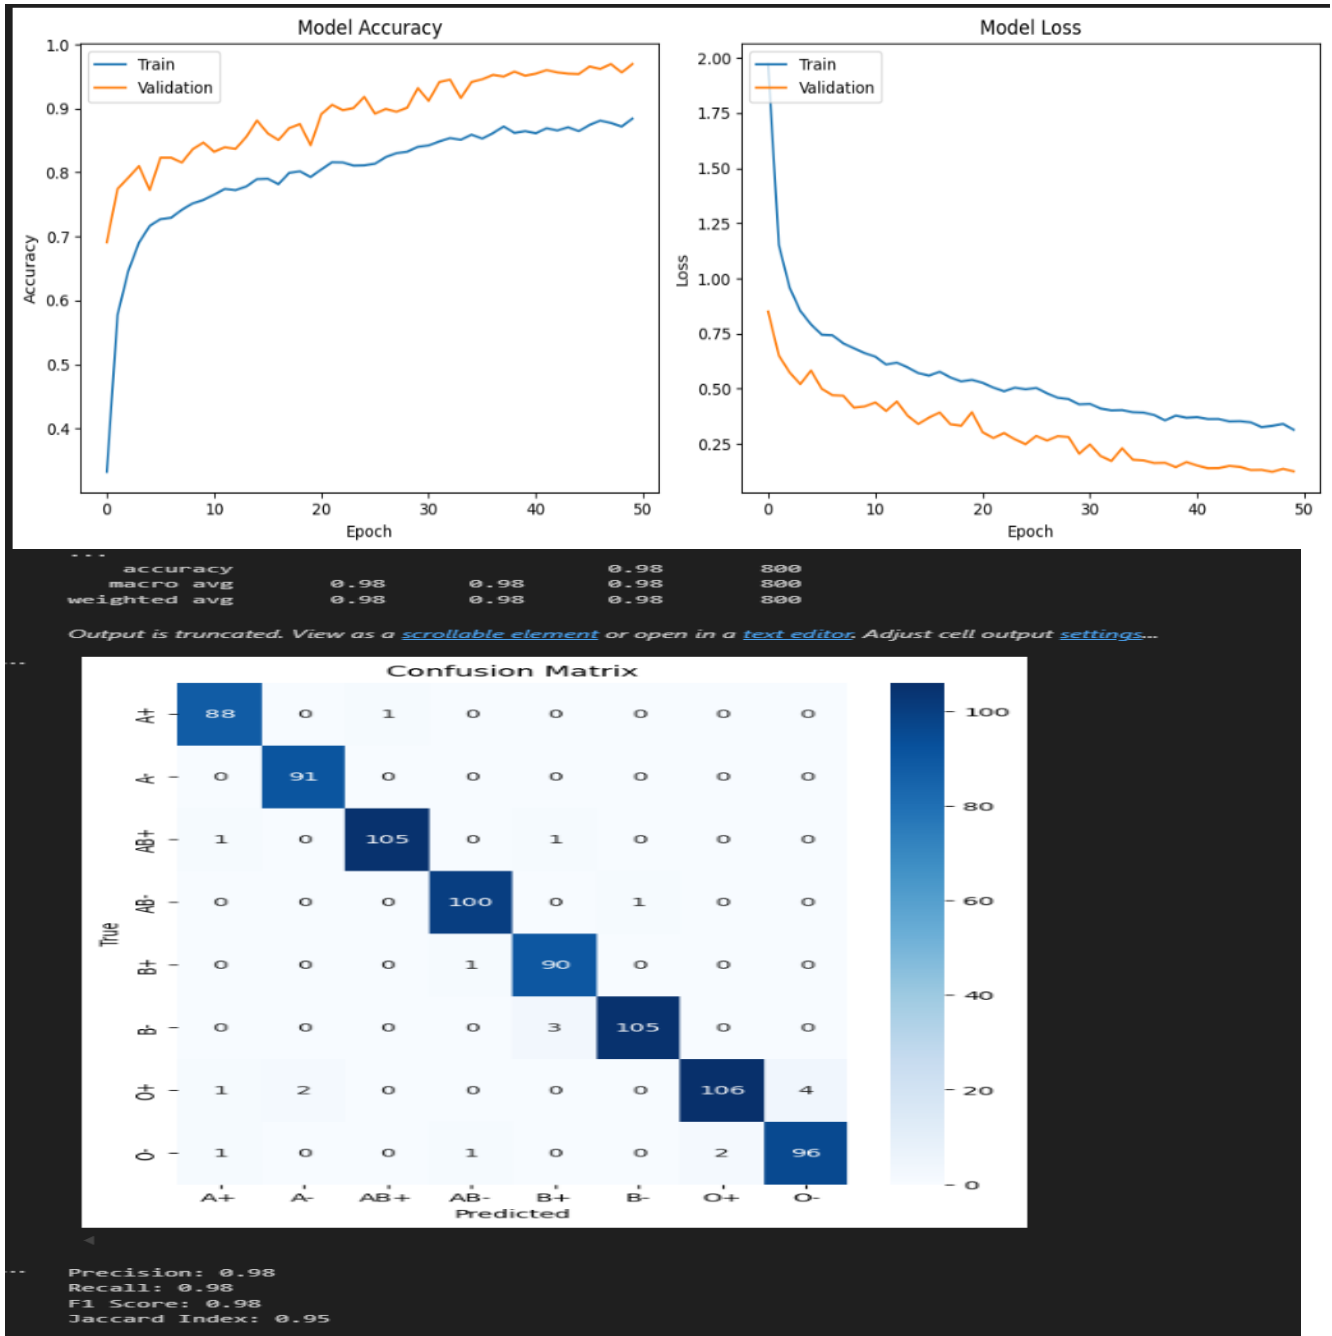 Model Accuracy
Train
Validation
1.0
0.9
0.8
0.7
0.6
0.5
0.4
Accuracy
0 10 20 30 40 50
Epoch
Model Loss
Train
Validation
2.00
1.75
1.50
1.25
1.00
0.75
0.50
0.25
Loss
0 10 20 30 40 50
Epoch
...
accuracy 0.98 800
macro avg 0.98 0.98 0.98 800
weighted avg 0.98 0.98 0.98 800
Output is truncated. View as a scrollable element or open in a text editor. Adjust cell output settings...
...
Confusion Matrix
True
A+ 88 0 1 0 0 0 0 0
A- 0 91 0 0 0 0 0 0
AB+ 1 0 105 0 1 0 0 0
AB- 0 0 0 100 0 1 0 0
B+ 0 0 0 1 90 0 0 0
B- 0 0 0 0 3 105 0 0
O+ 1 2 0 0 0 0 106 4
O- 1 0 0 1 0 0 2 96
A+ A- AB+ AB- B+ B- O+ O-
Predicted
100
80
60
40
20
0
...
Precision: 0.98
Recall: 0.98
F1 Score: 0.98
Jaccard Index: 0.95